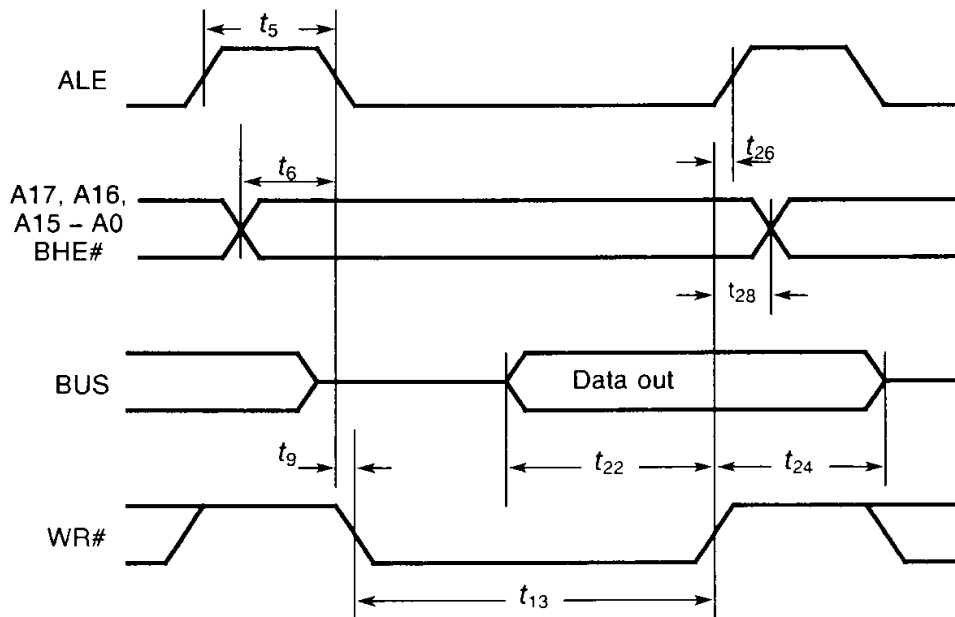 t5
ALE
t26
t6
A17, A16,
A15 – A0
BHE#
t28
BUS
Data out
t9
t22
t24
WR#
t13